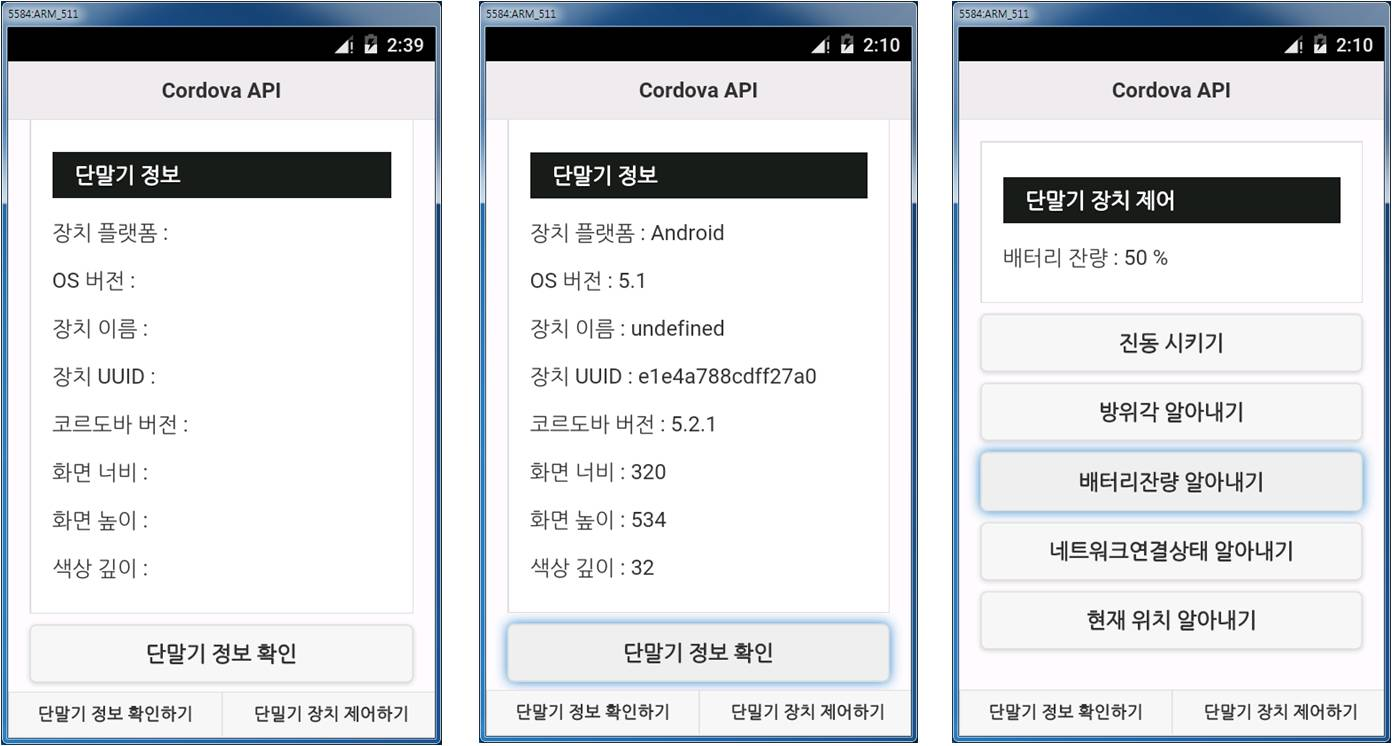 5584:ARM_511
2:39
Cordova API
단말기 정보
장치 플랫폼 :
OS 버전 :
장치 이름 :
장치 UUID :
코르도바 버전 :
화면 너비 :
화면 높이 :
색상 깊이 :
단말기 정보 확인
단말기 정보 확인하기
단밀기 장치 제어하기
5584:ARM_511
2:10
Cordova API
단말기 정보
장치 플랫폼 : Android
OS 버전 : 5.1
장치 이름 : undefined
장치 UUID : e1e4a788cdff27a0
코르도바 버전 : 5.2.1
화면 너비 : 320
화면 높이 : 534
색상 깊이 : 32
단말기 정보 확인
단말기 정보 확인하기
단밀기 장치 제어하기
5584:ARM_511
2:10
Cordova API
단말기 장치 제어
배터리 잔량 : 50 %
진동 시키기
방위각 알아내기
배터리잔량 알아내기
네트워크연결상태 알아내기
현재 위치 알아내기
단말기 정보 확인하기
단말기 장치 제어하기